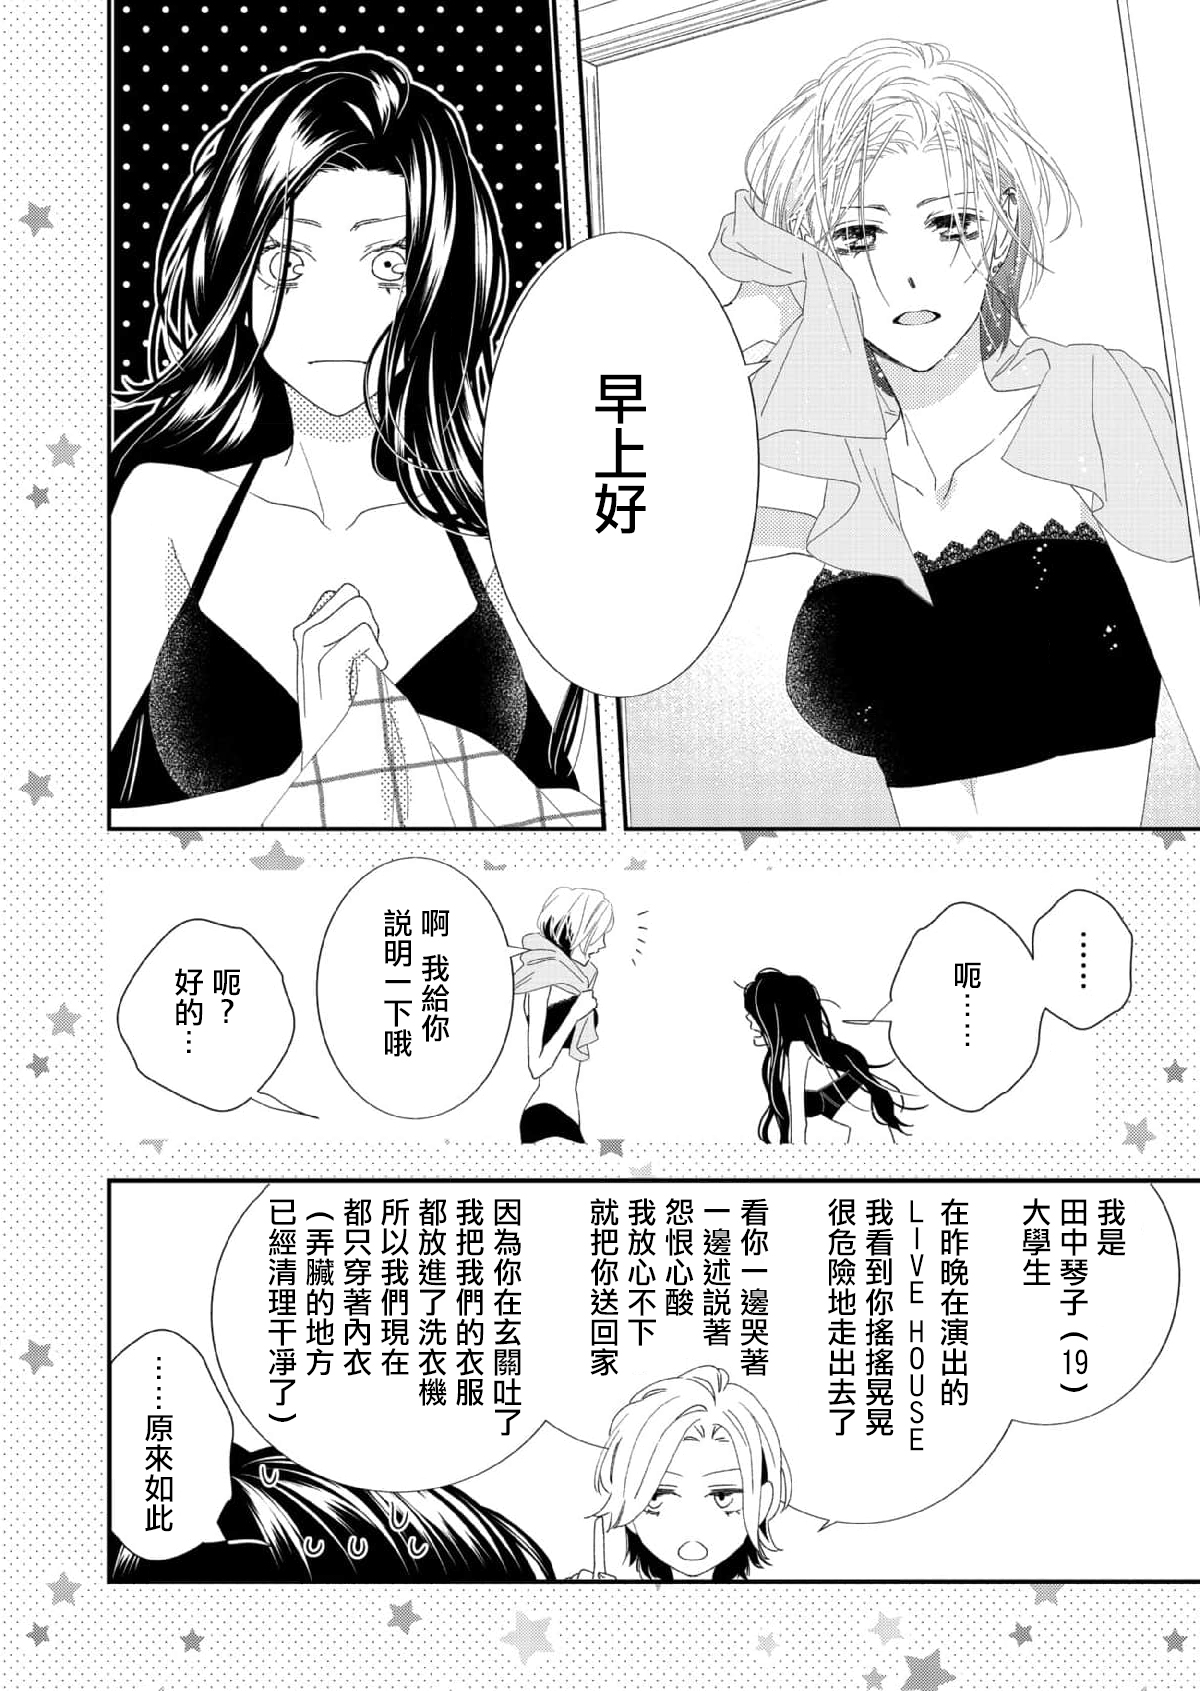 早上好
……
呃……
啊 我給你
説明一下哦
呃？
好的…
我是
田中琴子（19）
大學生
在昨晚在演出的
LIVE HOUSE
我看到你搖搖晃晃
很危險地走出去了
看你一邊哭著
一邊述説著
怨恨心酸
我放心不下
就把你送回家
因為你在玄關吐了
我把我們的衣服
都放進了洗衣機
所以我們現在
都只穿著內衣
（弄臟的地方
已經清理干凈了）
……原來如此